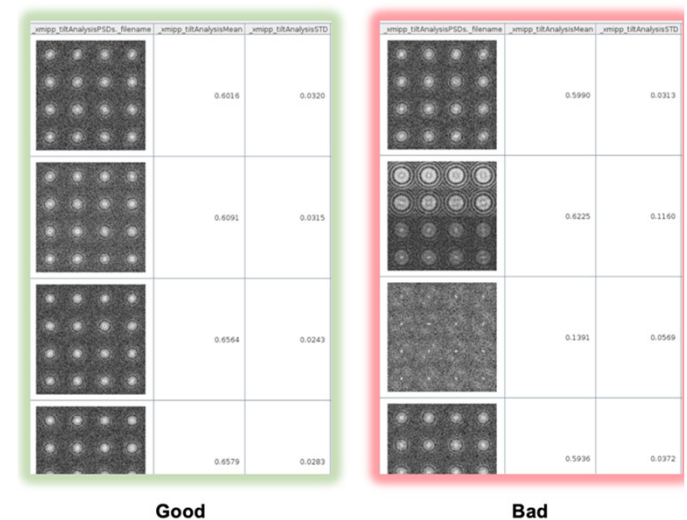 _xmipp_tiltAnalysisPSDs._filename _xmipp_tiltAnalysisMean _xmipp_tiltAnalysisSTD
0.6016 0.0320
0.6091 0.0315
0.6564 0.0243
0.6579 0.0283
Good
_xmipp_tiltAnalysisPSDs._filename _xmipp_tiltAnalysisMean _xmipp_tiltAnalysisSTD
0.5990 0.0313
0.6225 0.1160
0.1391 0.0569
0.5936 0.0372
Bad